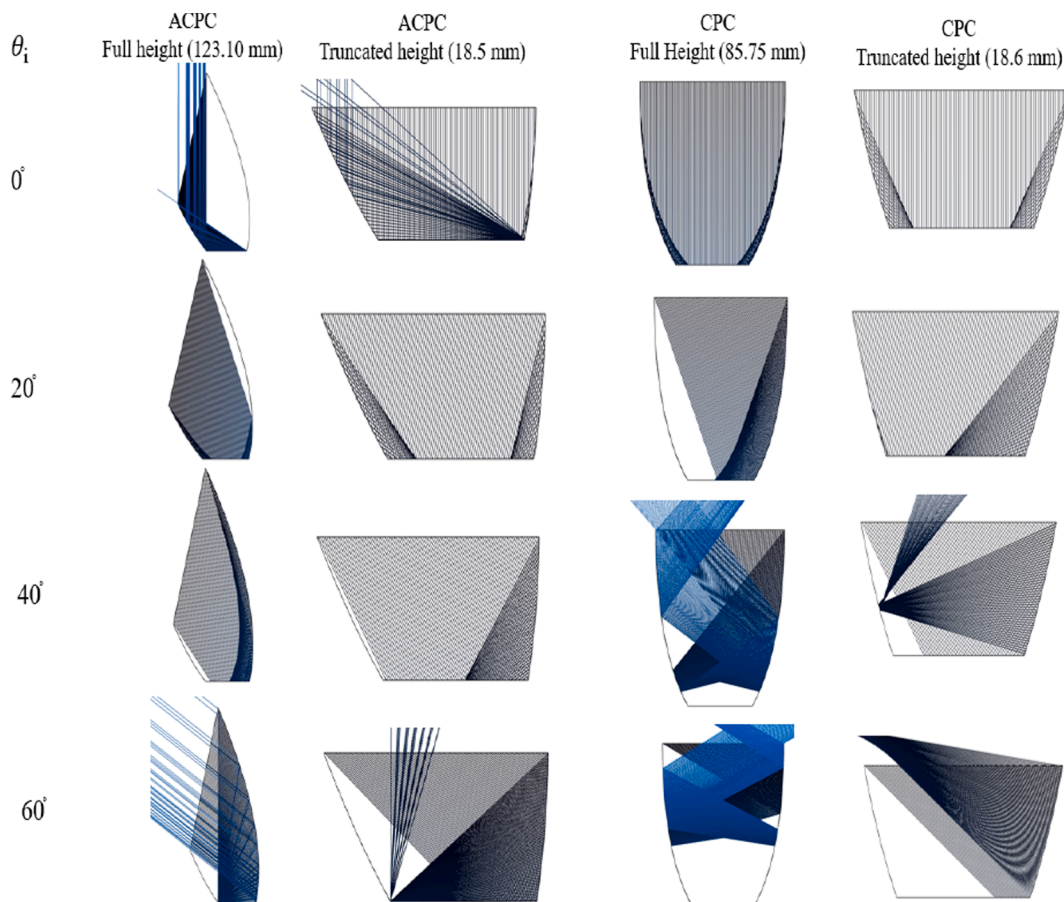 θi
ACPC
Full height (123.10 mm)
ACPC
Truncated height (18.5 mm)
CPC
Full Height (85.75 mm)
CPC
Truncated height (18.6 mm)
0°
20°
40°
60°